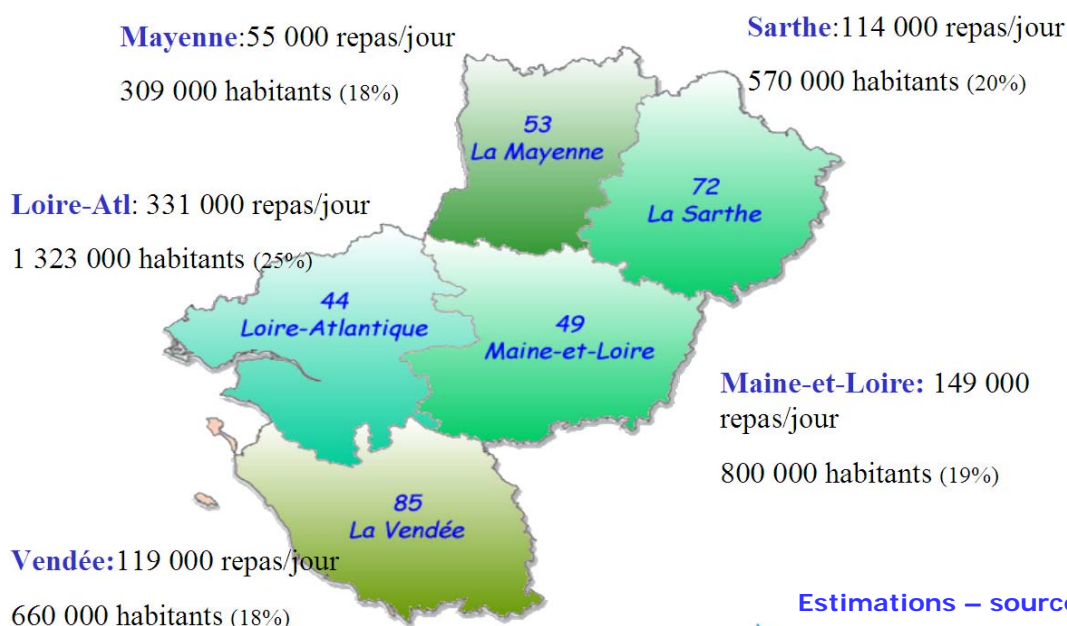 Mayenne:55 000 repas/jour
309 000 habitants (18%)
Sarthe:114 000 repas/jour
570 000 habitants (20%)
53
La Mayenne
72
La Sarthe
Loire-Atl: 331 000 repas/jour
1 323 000 habitants (25%)
44
Loire-Atlantique
49
Maine-et-Loire
Maine-et-Loire: 149 000
repas/jour
800 000 habitants (19%)
85
La Vendée
Vendée:119 000 repas/jour
660 000 habitants (18%)
Estimations – source